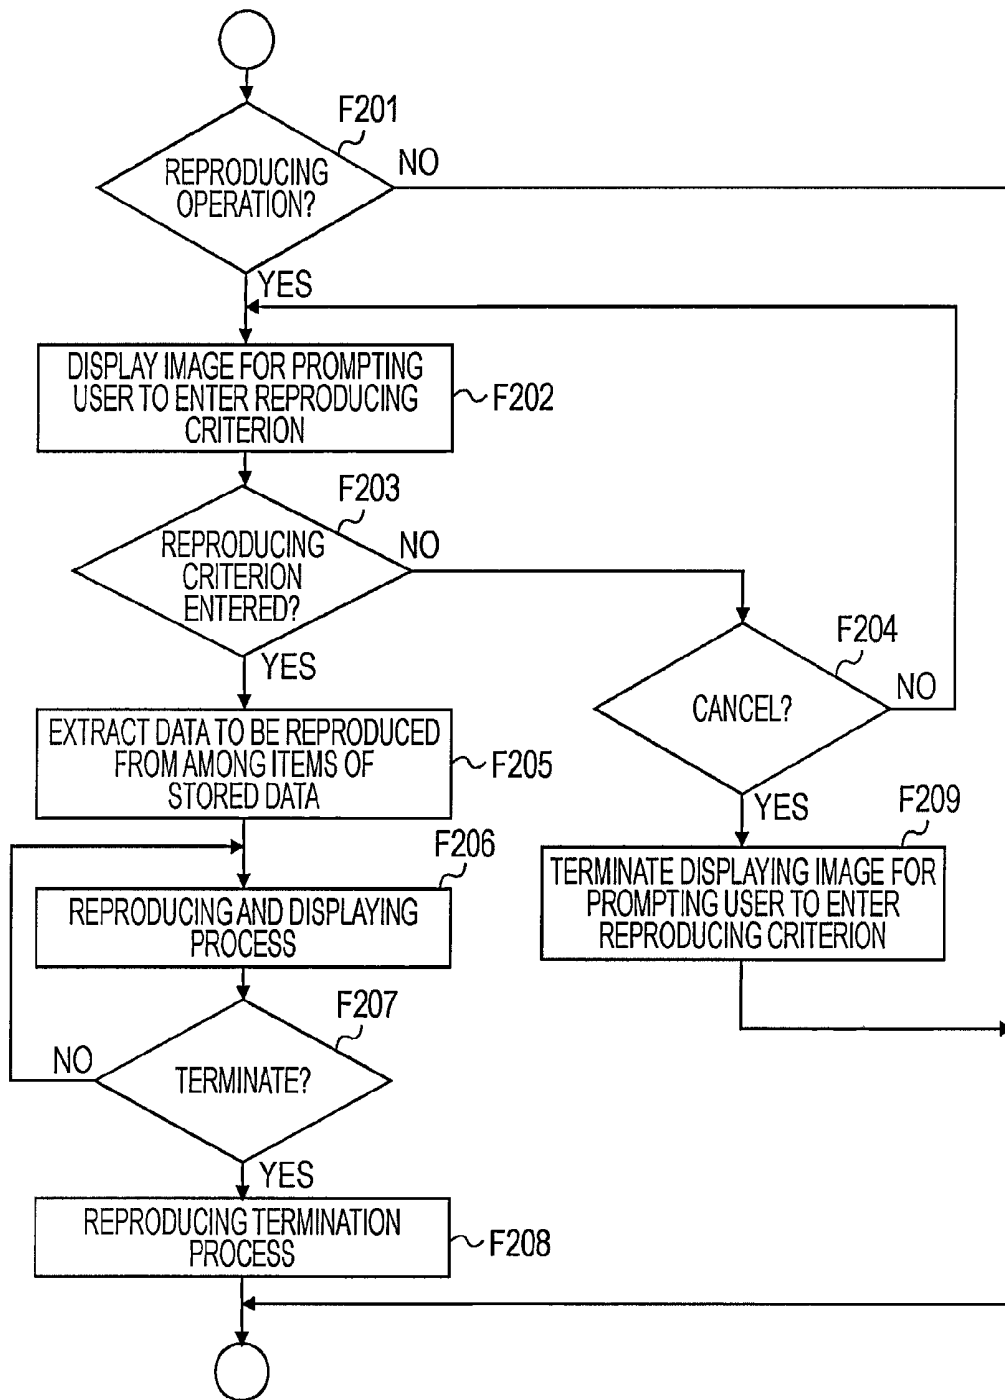 F201
REPRODUCING
OPERATION?
NO
YES
DISPLAY IMAGE FOR PROMPTING
USER TO ENTER REPRODUCING
CRITERION
F202
F203
REPRODUCING
CRITERION
ENTERED?
NO
YES
F204
CANCEL?
NO
YES
EXTRACT DATA TO BE REPRODUCED
FROM AMONG ITEMS OF
STORED DATA
F205
F209
TERMINATE DISPLAYING IMAGE FOR
PROMPTING USER TO ENTER
REPRODUCING CRITERION
F206
REPRODUCING AND DISPLAYING
PROCESS
F207
TERMINATE?
NO
YES
REPRODUCING TERMINATION
PROCESS
F208